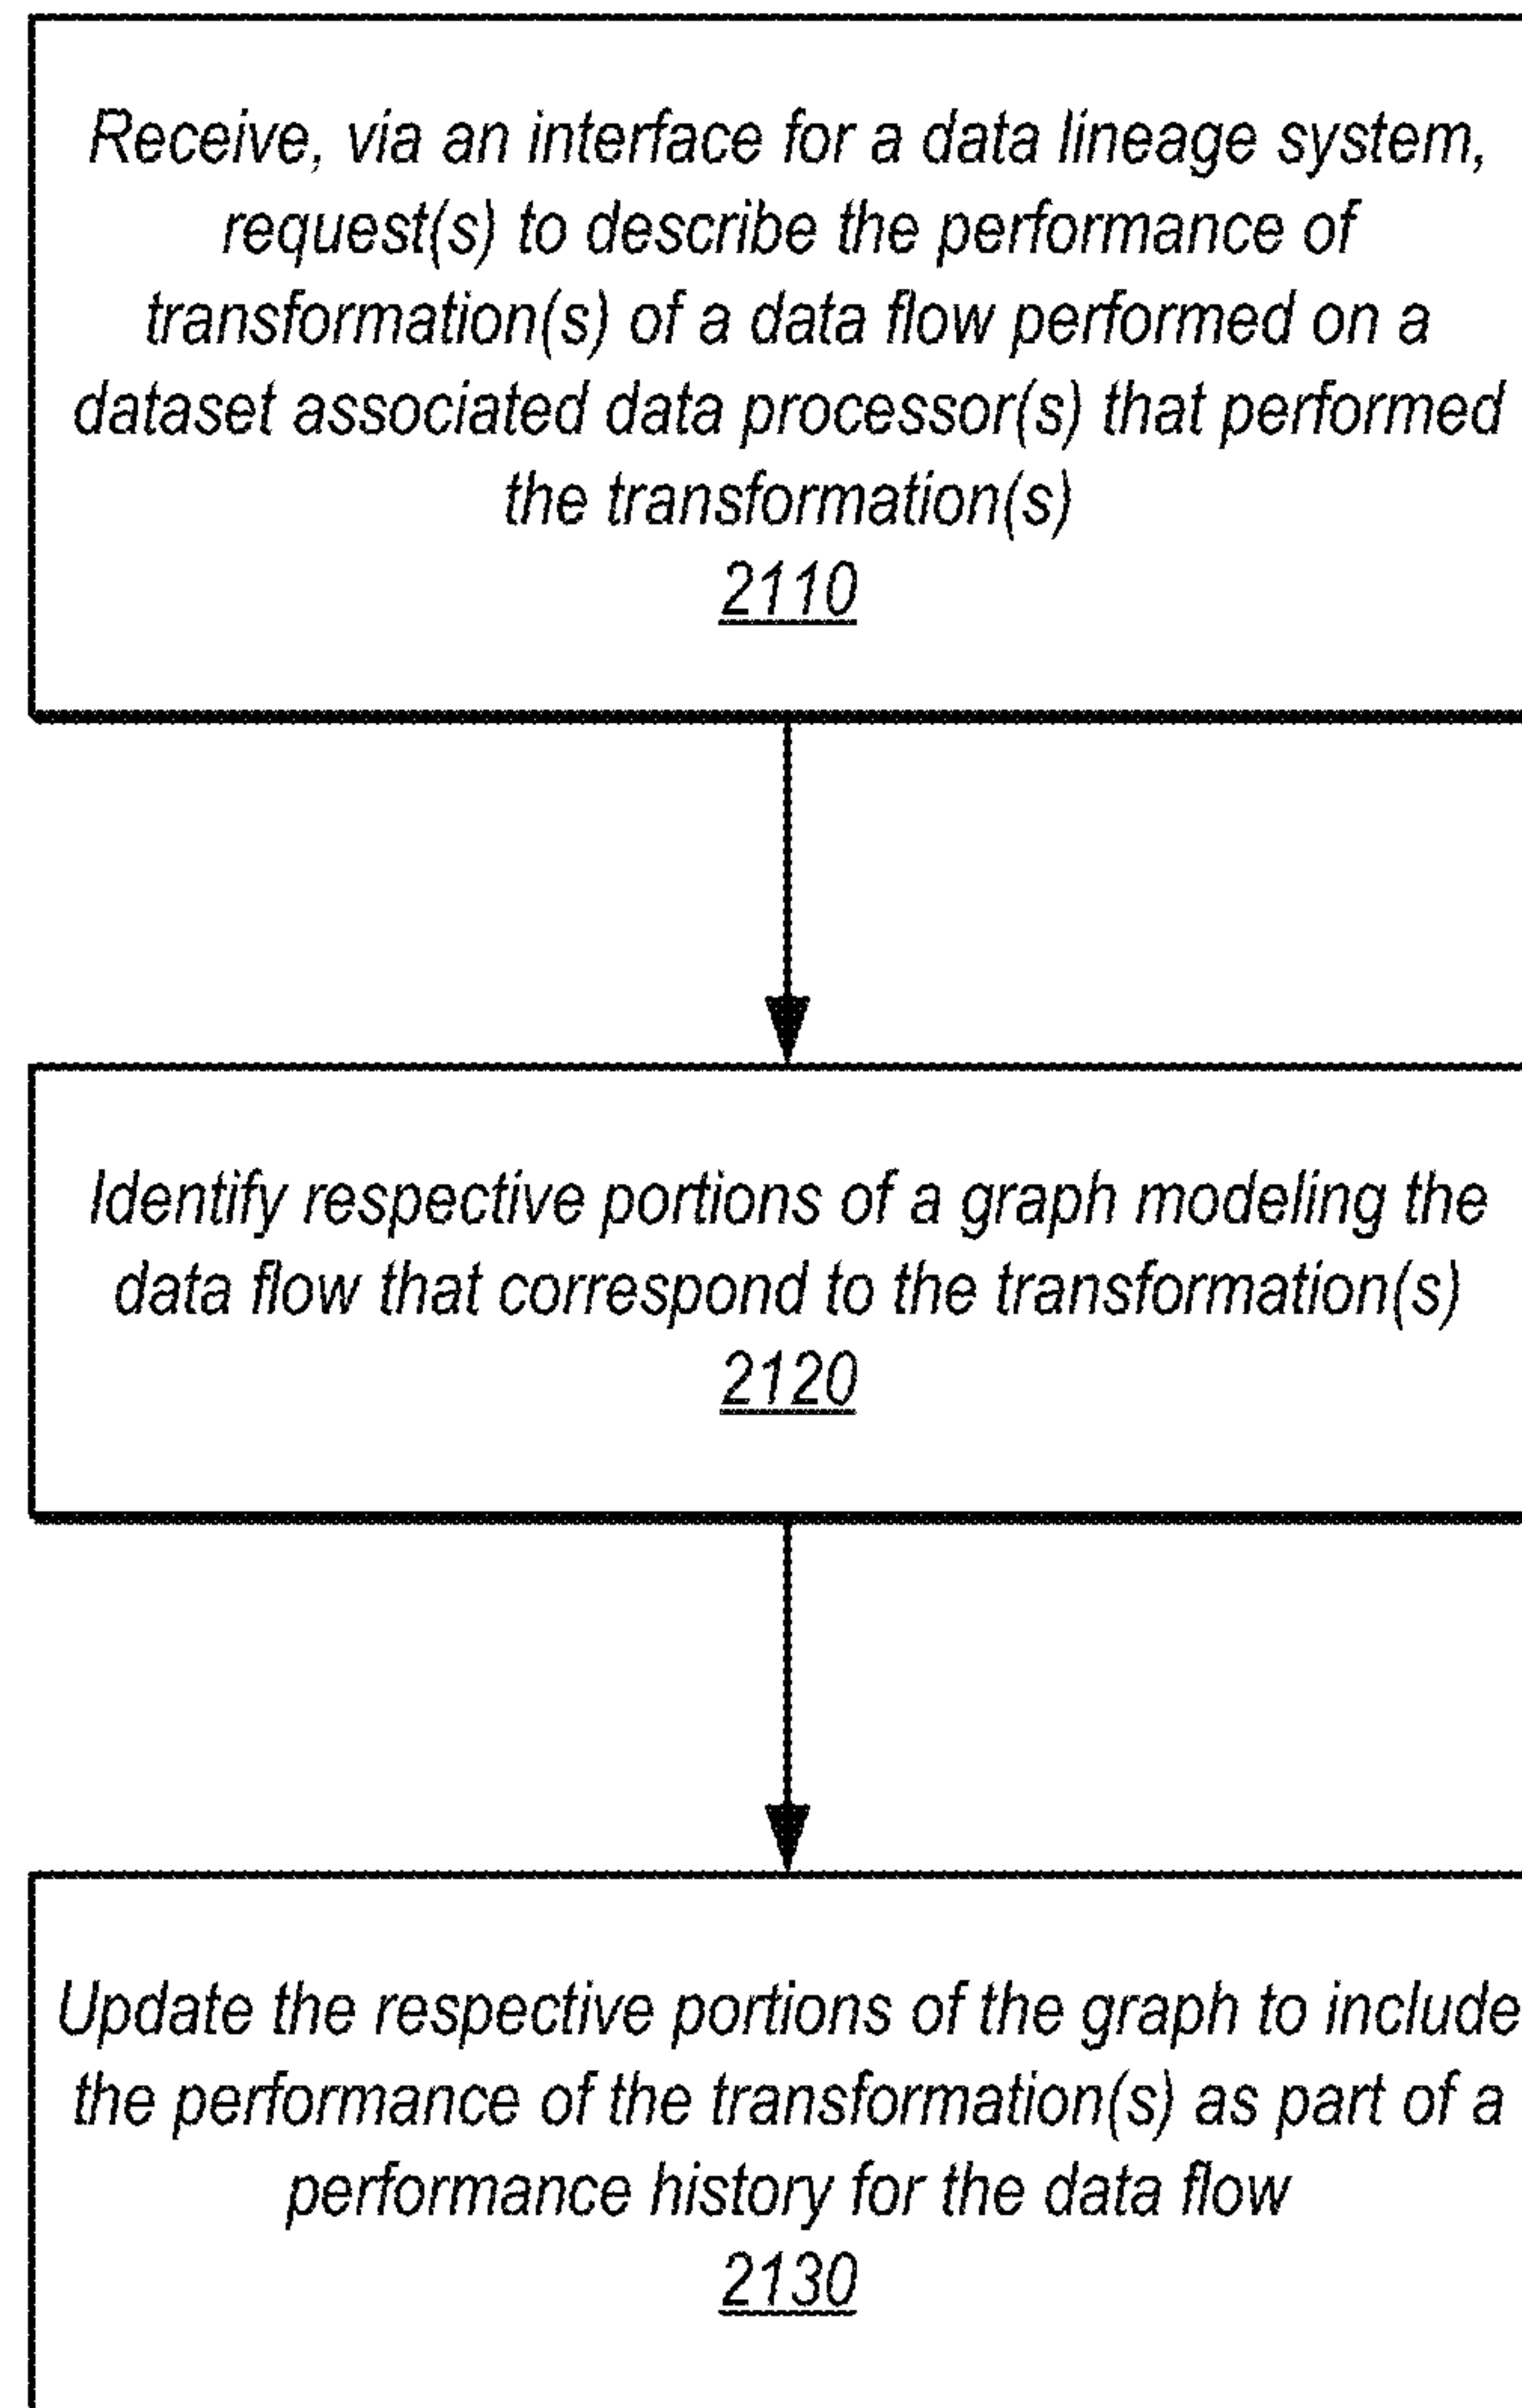 Receive, via an interface for a data lineage system,
request(s) to describe the performance of
transformation(s) of a data flow performed on a
dataset associated data processor(s) that performed
the transformation(s)
2110
Identify respective portions of a graph modeling the
data flow that correspond to the transformation(s)
2120
Update the respective portions of the graph to include
the performance of the transformation(s) as part of a
performance history for the data flow
2130